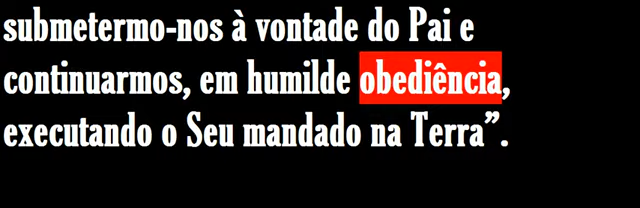 submetermo-nos à vontade do Pai e
continuarmos, em humilde obediência,
executando o Seu mandado na Terra”.